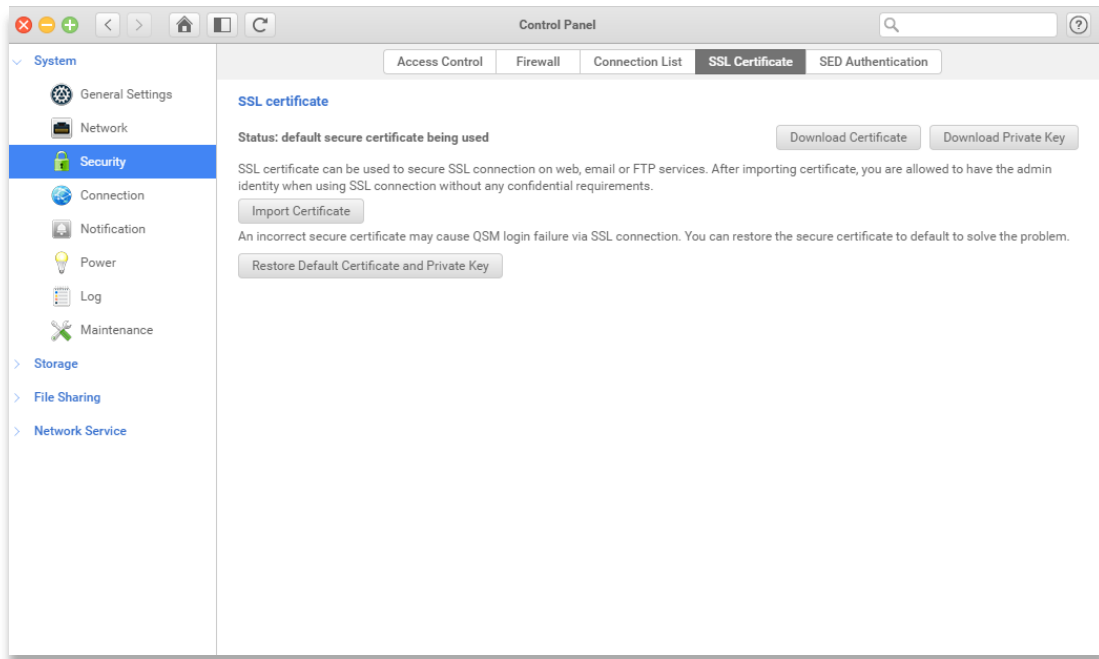 Control Panel
System
General Settings
Network
Security
Connection
Notification
Power
Log
Maintenance
Storage
File Sharing
Network Service
Access Control
Firewall
Connection List
SSL Certificate
SED Authentication
SSL certificate
Status: default secure certificate being used
Download Certificate
Download Private Key
SSL certificate can be used to secure SSL connection on web, email or FTP services. After importing certificate, you are allowed to have the admin
identity when using SSL connection without any confidential requirements.
Import Certificate
An incorrect secure certificate may cause QSM login failure via SSL connection. You can restore the secure certificate to default to solve the problem.
Restore Default Certificate and Private Key